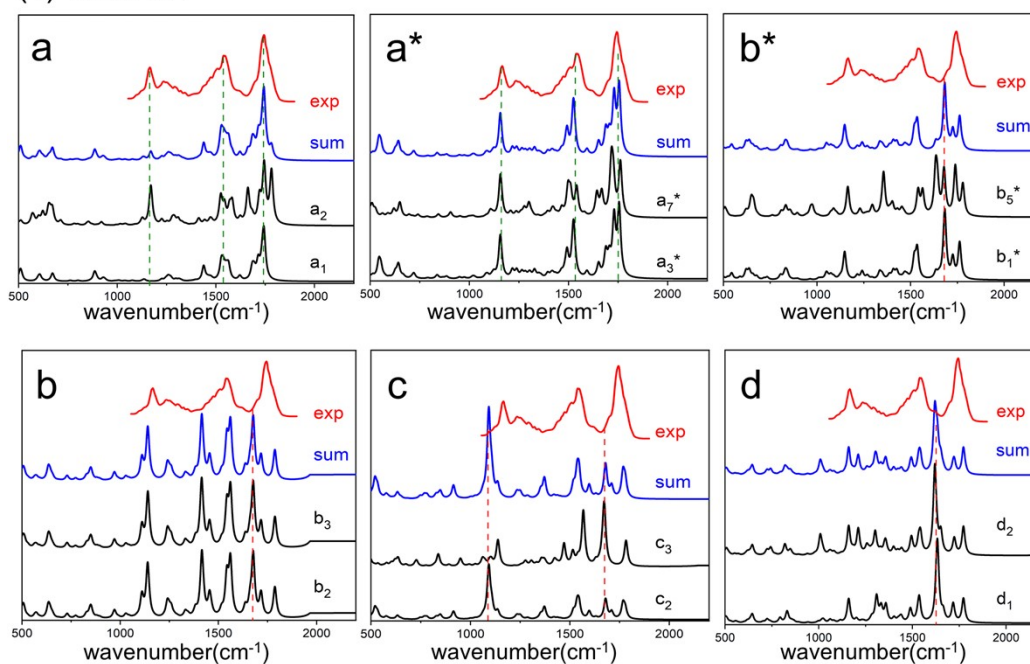 a
exp
sum
a₂
a₁
500 1000 1500 2000
wavenumber(cm⁻¹)
a*
exp
sum
a₇*
a₃*
500 1000 1500 2000
wavenumber(cm⁻¹)
b*
exp
sum
b₅*
b₁*
500 1000 1500 2000
wavenumber(cm⁻¹)
b
exp
sum
b₃
b₂
500 1000 1500 2000
wavenumber(cm⁻¹)
c
exp
sum
c₃
c₂
500 1000 1500 2000
wavenumber(cm⁻¹)
d
exp
sum
d₂
d₁
500 1000 1500 2000
wavenumber(cm⁻¹)